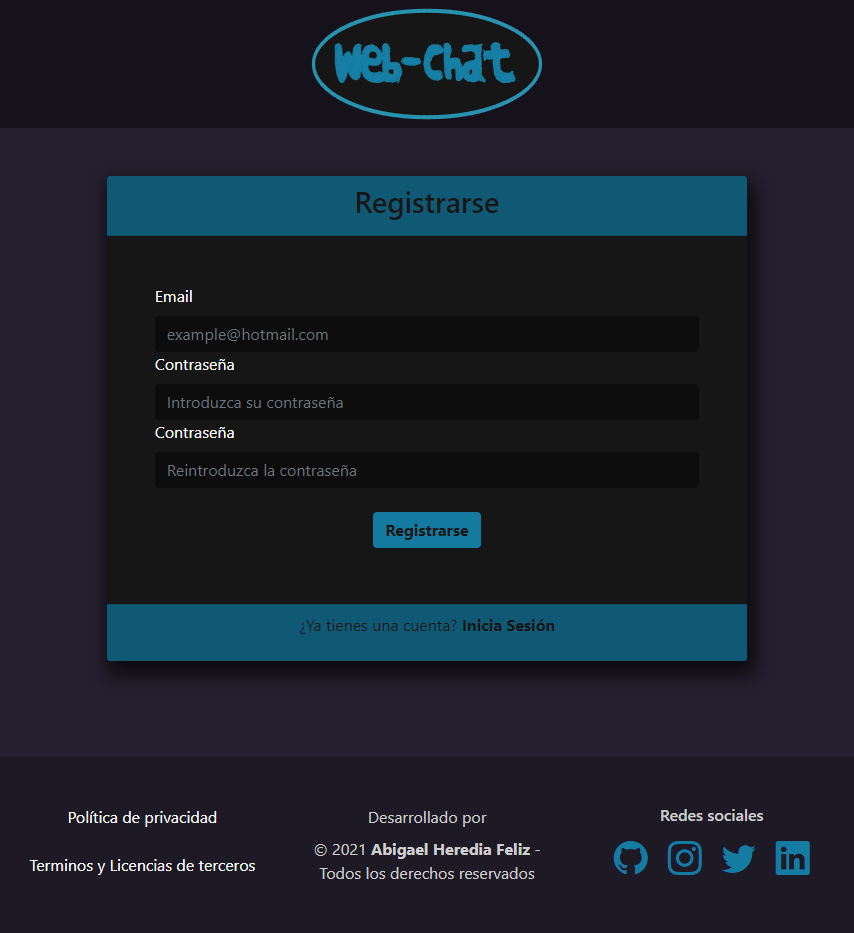 Web-Chat
Registrarse
Email
example@hotmail.com
Contraseña
Introduzca su contraseña
Contraseña
Reintroduzca la contraseña
Registrarse
¿Ya tienes una cuenta? Inicia Sesión
Política de privacidad
Terminos y Licencias de terceros
Desarrollado por
© 2021 Abigael Heredia Feliz -
Todos los derechos reservados
Redes sociales
in